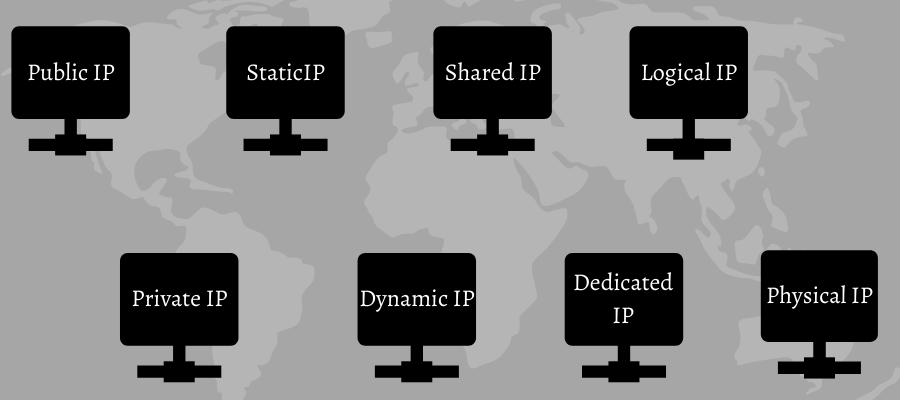 Public IP
StaticIP
Shared IP
Logical IP
Private IP
Dynamic IP
Dedicated
IP
Physical IP